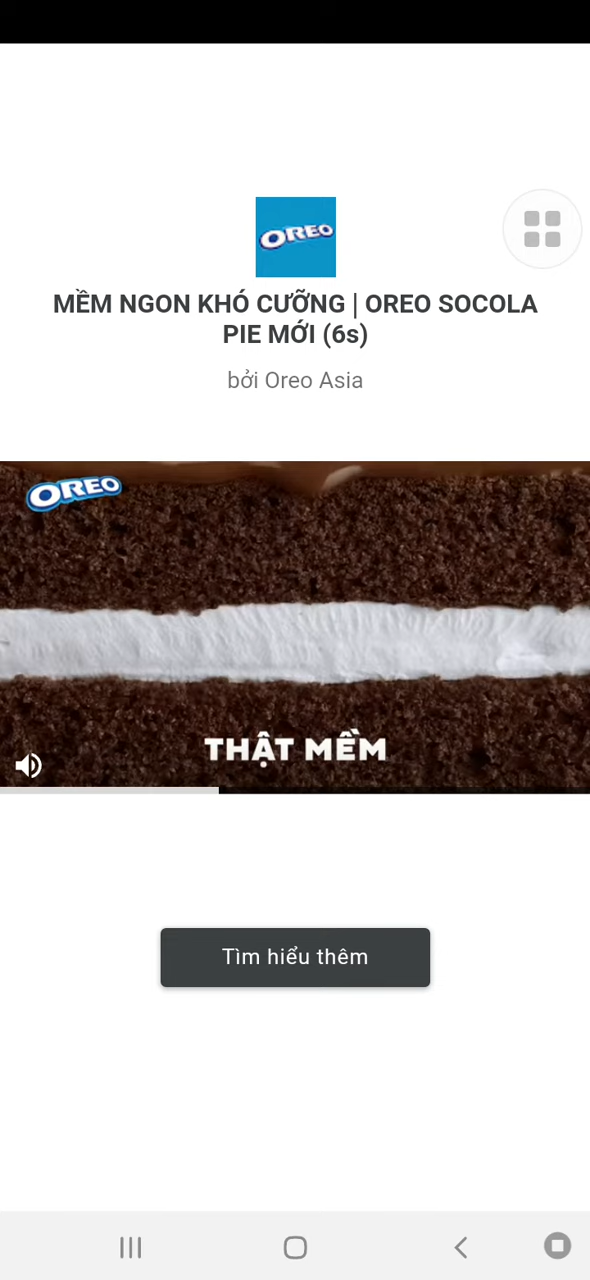 OREO
MỀM NGON KHÓ CƯỠNG | OREO SOCOLA
PIE MỚI (6s)
bởi Oreo Asia
OREO
THẬT MỀM
Tìm hiểu thêm